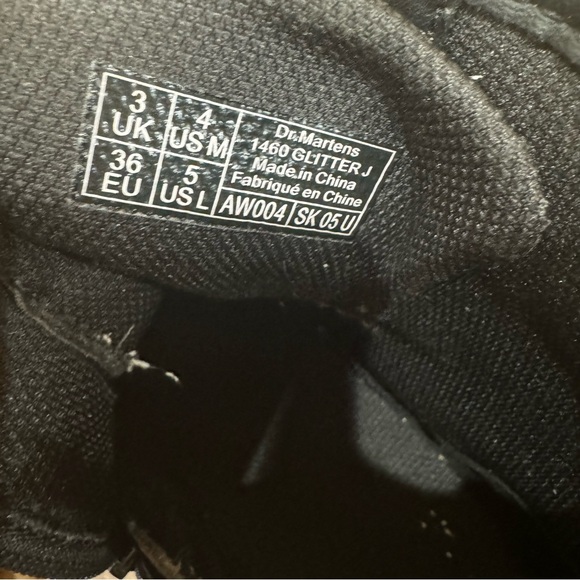 3 UK
4 US M
36 EU
5 US L
Dr.Martens
1460 GLITTER J
Made in China
Fabriqué en Chine
AW004 SK 05 U